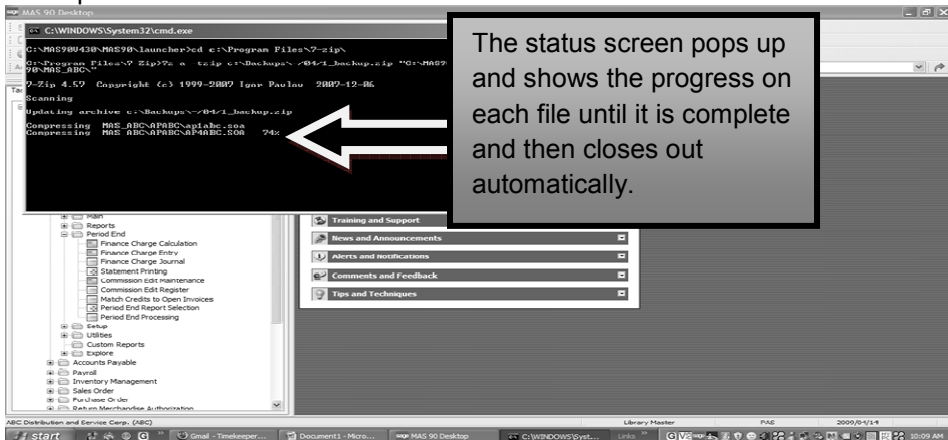 MAS 90 Desktop
C:\WINDOWS\System32\cmd.exe
C:\MAS90U430\MAS90\launcher>cd c:\Program Files\7-zip\
7-Zip 4.57 Copyright (c) 1999-2007 Igor Pavlov 2007-12-06
Scanning
Updating archive
Compressing MAS_ABC\APABC\ap1abc.soa
Compressing MAS_ABC\APABC\AP4ABC.SOA 74%
The status screen pops up
and shows the progress on
each file until it is complete
and then closes out
automatically.
Main
Reports
Period End
Finance Charge Calculation
Finance Charge Entry
Finance Charge Journal
Statement Printing
Commission Edit Maintenance
Commission Edit Register
Match Credits to Open Invoices
Period End Report Selection
Period End Processing
Setup
Utilities
Custom Reports
Explore
Accounts Payable
Payroll
Inventory Management
Sales Order
Purchase Order
Return Merchandise Authorization
Training and Support
News and Announcements
Alerts and Notifications
Comments and Feedback
Tips and Techniques
ABC Distribution and Service Corp. (ABC)
Library Master
PAS
2009/04/14
start
Gmail - Timekeeper...
Document1 - Micro...
MAS 90 Desktop
C:\WINDOWS\Syst...
Links
10:09 AM